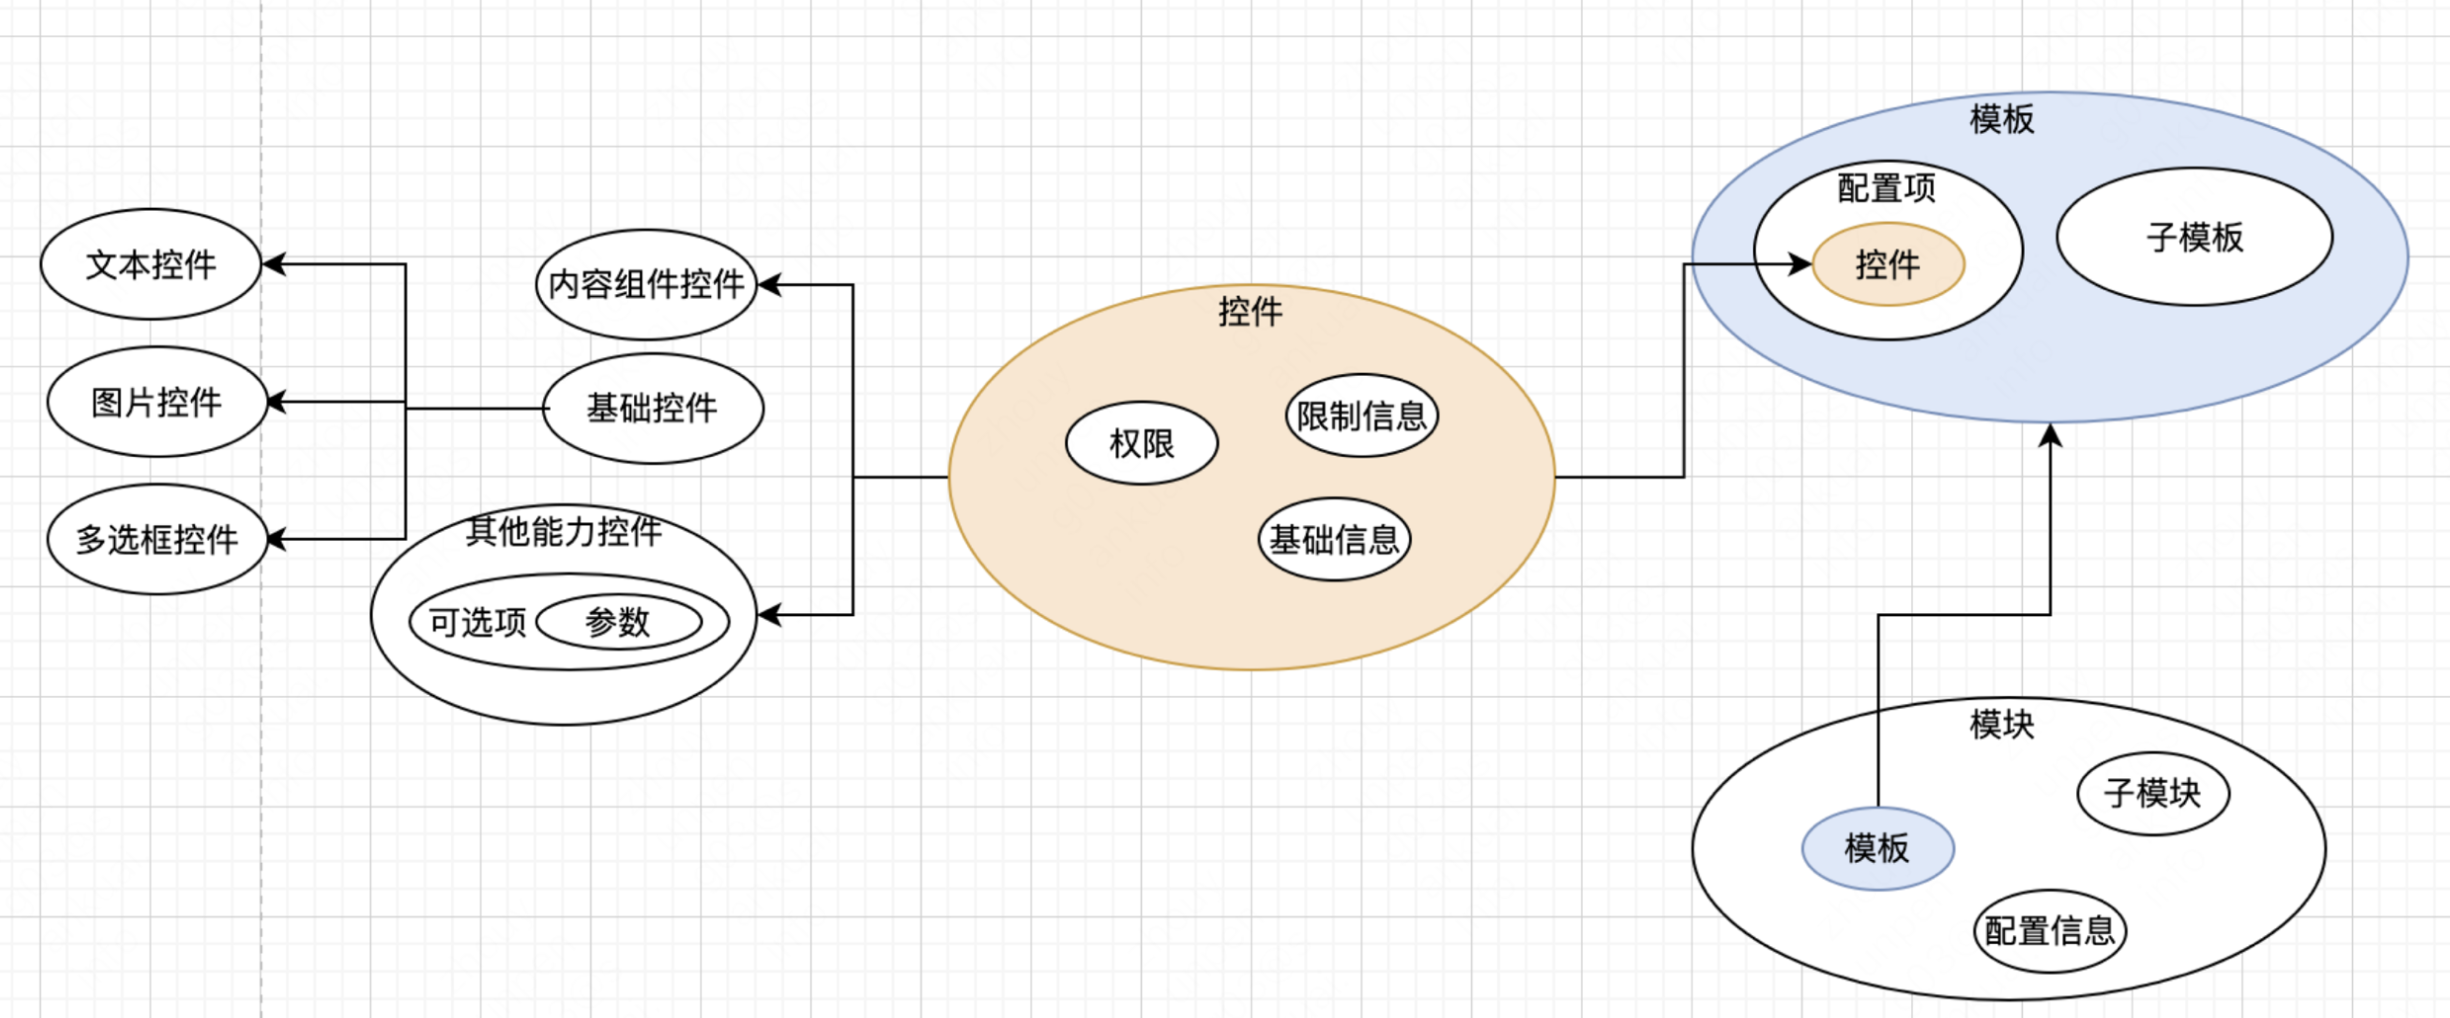 文本控件
图片控件
多选框控件
内容组件控件
基础控件
其他能力控件
可选项
参数
控件
权限
限制信息
基础信息
模板
配置项
控件
子模板
模块
子模块
模板
配置信息